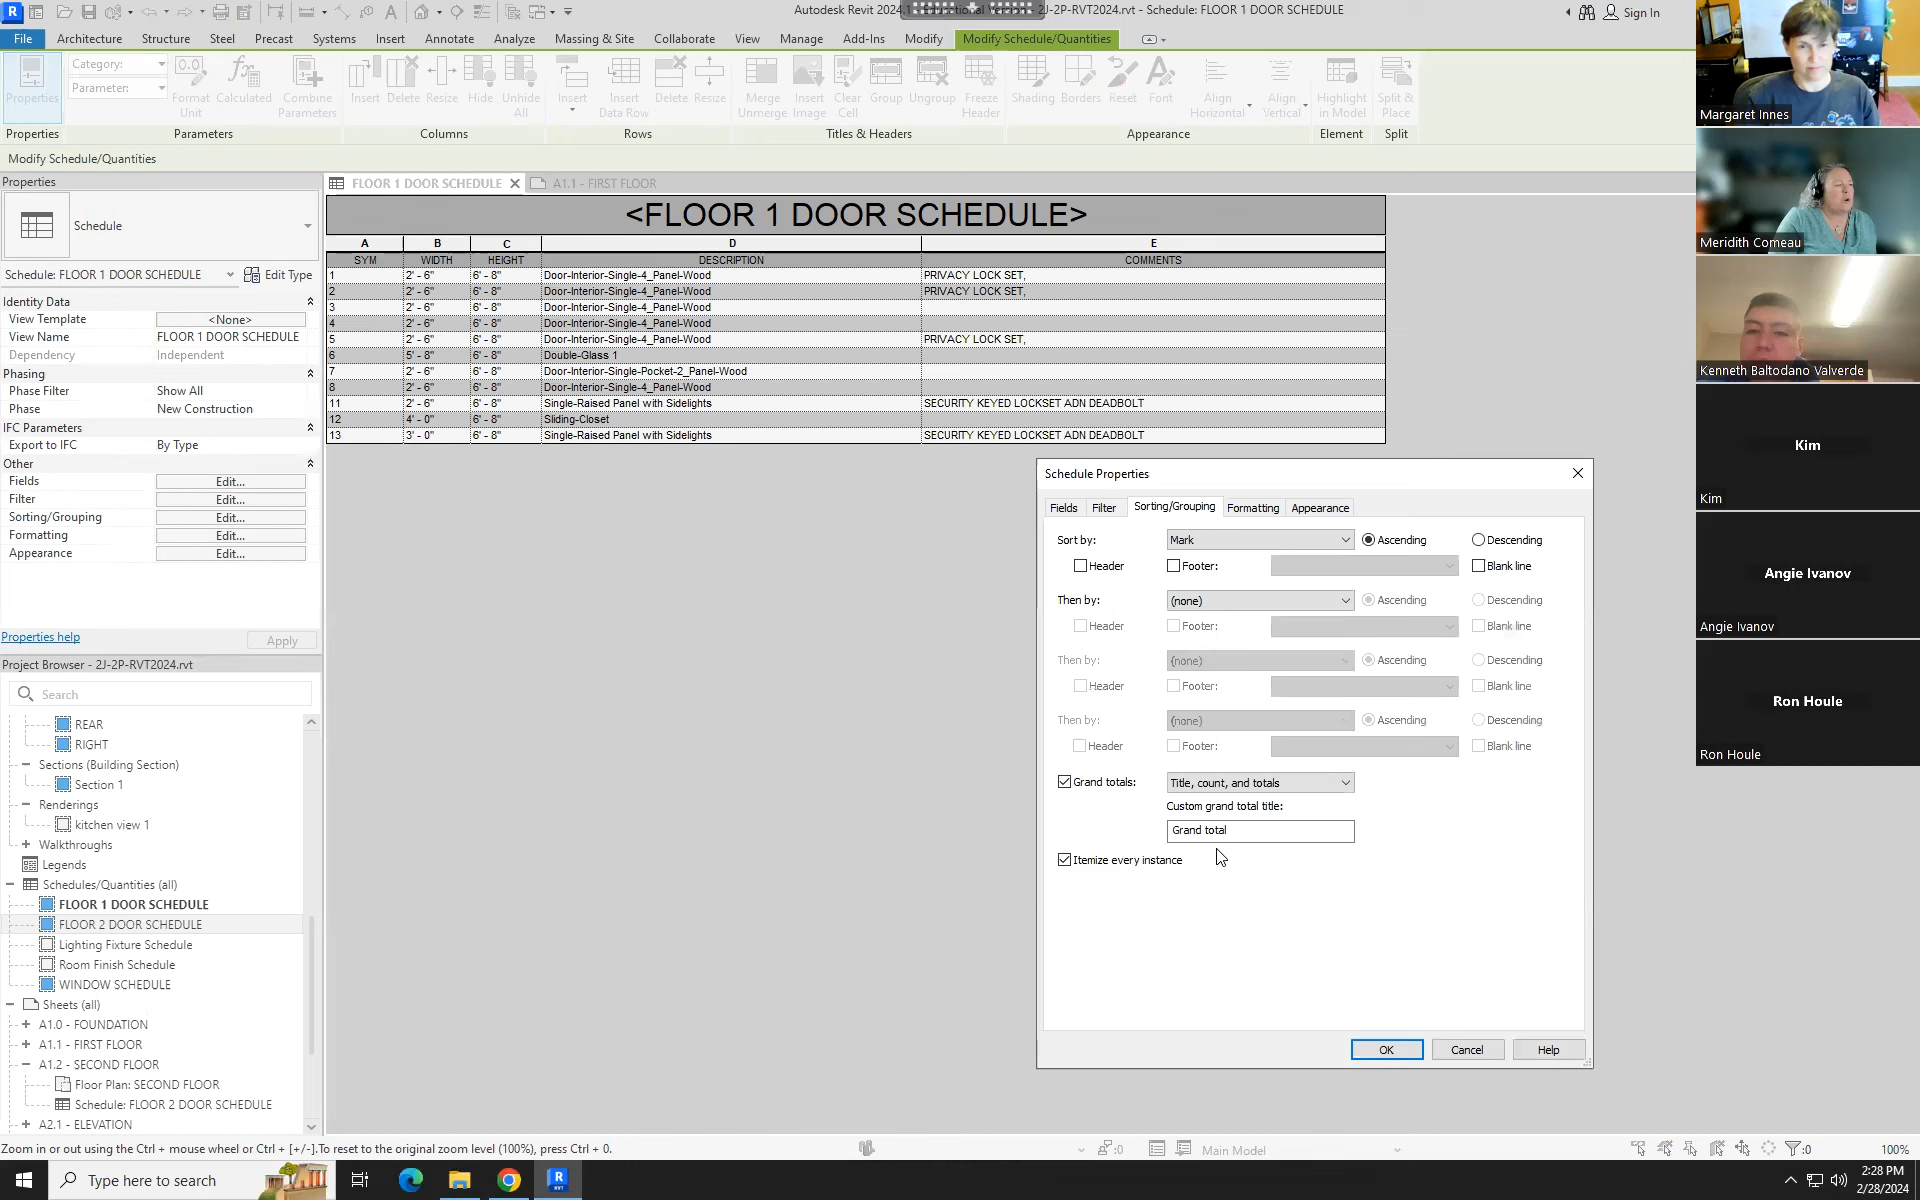 Autodesk Revit 2024.1 - Educational Version - 2J-2P-RVT2024.rvt - Schedule: FLOOR 1 DOOR SCHEDULE
Sign In
File Architecture Structure Steel Precast Systems Insert Annotate Analyze Massing & Site Collaborate View Manage Add-Ins Modify Modify Schedule/Quantities
Category:
Parameter:
Properties
Format Unit
Calculated
Combine Parameters
Insert
Delete
Resize
Hide
Unhide All
Insert
Insert Data Row
Delete
Resize
Merge Unmerge
Insert Image
Clear Cell
Group
Ungroup
Freeze Header
Shading
Borders
Reset
Font
Align Horizontal
Align Vertical
Highlight in Model
Split & Place
Properties Parameters Columns Rows Titles & Headers Appearance Element Split
Modify Schedule/Quantities
Properties
Schedule
Schedule: FLOOR 1 DOOR SCHEDULE
Edit Type
Identity Data
View Template <None>
View Name FLOOR 1 DOOR SCHEDULE
Dependency Independent
Phasing
Phase Filter Show All
Phase New Construction
IFC Parameters
Export to IFC By Type
Other
Fields Edit...
Filter Edit...
Sorting/Grouping Edit...
Formatting Edit...
Appearance Edit...
Properties help
Apply
Project Browser - 2J-2P-RVT2024.rvt
Search
REAR
RIGHT
Sections (Building Section)
Section 1
Renderings
kitchen view 1
Walkthroughs
Legends
Schedules/Quantities (all)
FLOOR 1 DOOR SCHEDULE
FLOOR 2 DOOR SCHEDULE
Lighting Fixture Schedule
Room Finish Schedule
WINDOW SCHEDULE
Sheets (all)
A1.0 - FOUNDATION
A1.1 - FIRST FLOOR
A1.2 - SECOND FLOOR
Floor Plan: SECOND FLOOR
Schedule: FLOOR 2 DOOR SCHEDULE
A2.1 - ELEVATION
FLOOR 1 DOOR SCHEDULE
A1.1 - FIRST FLOOR
<FLOOR 1 DOOR SCHEDULE>
A B C D E
SYM WIDTH HEIGHT DESCRIPTION COMMENTS
1 2' - 6" 6' - 8" Door-Interior-Single-4_Panel-Wood PRIVACY LOCK SET,
2 2' - 6" 6' - 8" Door-Interior-Single-4_Panel-Wood PRIVACY LOCK SET,
3 2' - 6" 6' - 8" Door-Interior-Single-4_Panel-Wood
4 2' - 6" 6' - 8" Door-Interior-Single-4_Panel-Wood
5 2' - 6" 6' - 8" Door-Interior-Single-4_Panel-Wood PRIVACY LOCK SET,
6 5' - 8" 6' - 8" Double-Glass 1
7 2' - 6" 6' - 8" Door-Interior-Single-Pocket-2_Panel-Wood
8 2' - 6" 6' - 8" Door-Interior-Single-4_Panel-Wood
11 2' - 6" 6' - 8" Single-Raised Panel with Sidelights SECURITY KEYED LOCKSET ADN DEADBOLT
12 4' - 0" 6' - 8" Sliding-Closet
13 3' - 0" 6' - 8" Single-Raised Panel with Sidelights SECURITY KEYED LOCKSET ADN DEADBOLT
Schedule Properties
Fields Filter Sorting/Grouping Formatting Appearance
Sort by: Mark Ascending Descending
Header Footer: Blank line
Then by: (none) Ascending Descending
Header Footer: Blank line
Then by: (none) Ascending Descending
Header Footer: Blank line
Then by: (none) Ascending Descending
Header Footer: Blank line
Grand totals: Title, count, and totals
Custom grand total title:
Grand total
Itemize every instance
OK Cancel Help
Margaret Innes
Meridith Comeau
Kenneth Baltodano Valverde
Kim
Kim
Angie Ivanov
Angie Ivanov
Ron Houle
Ron Houle
Zoom in or out using the Ctrl + mouse wheel or Ctrl + [+/-].To reset to the original zoom level (100%), press Ctrl + 0.
:0
Main Model
:0
100%
Type here to search
2:28 PM
2/28/2024